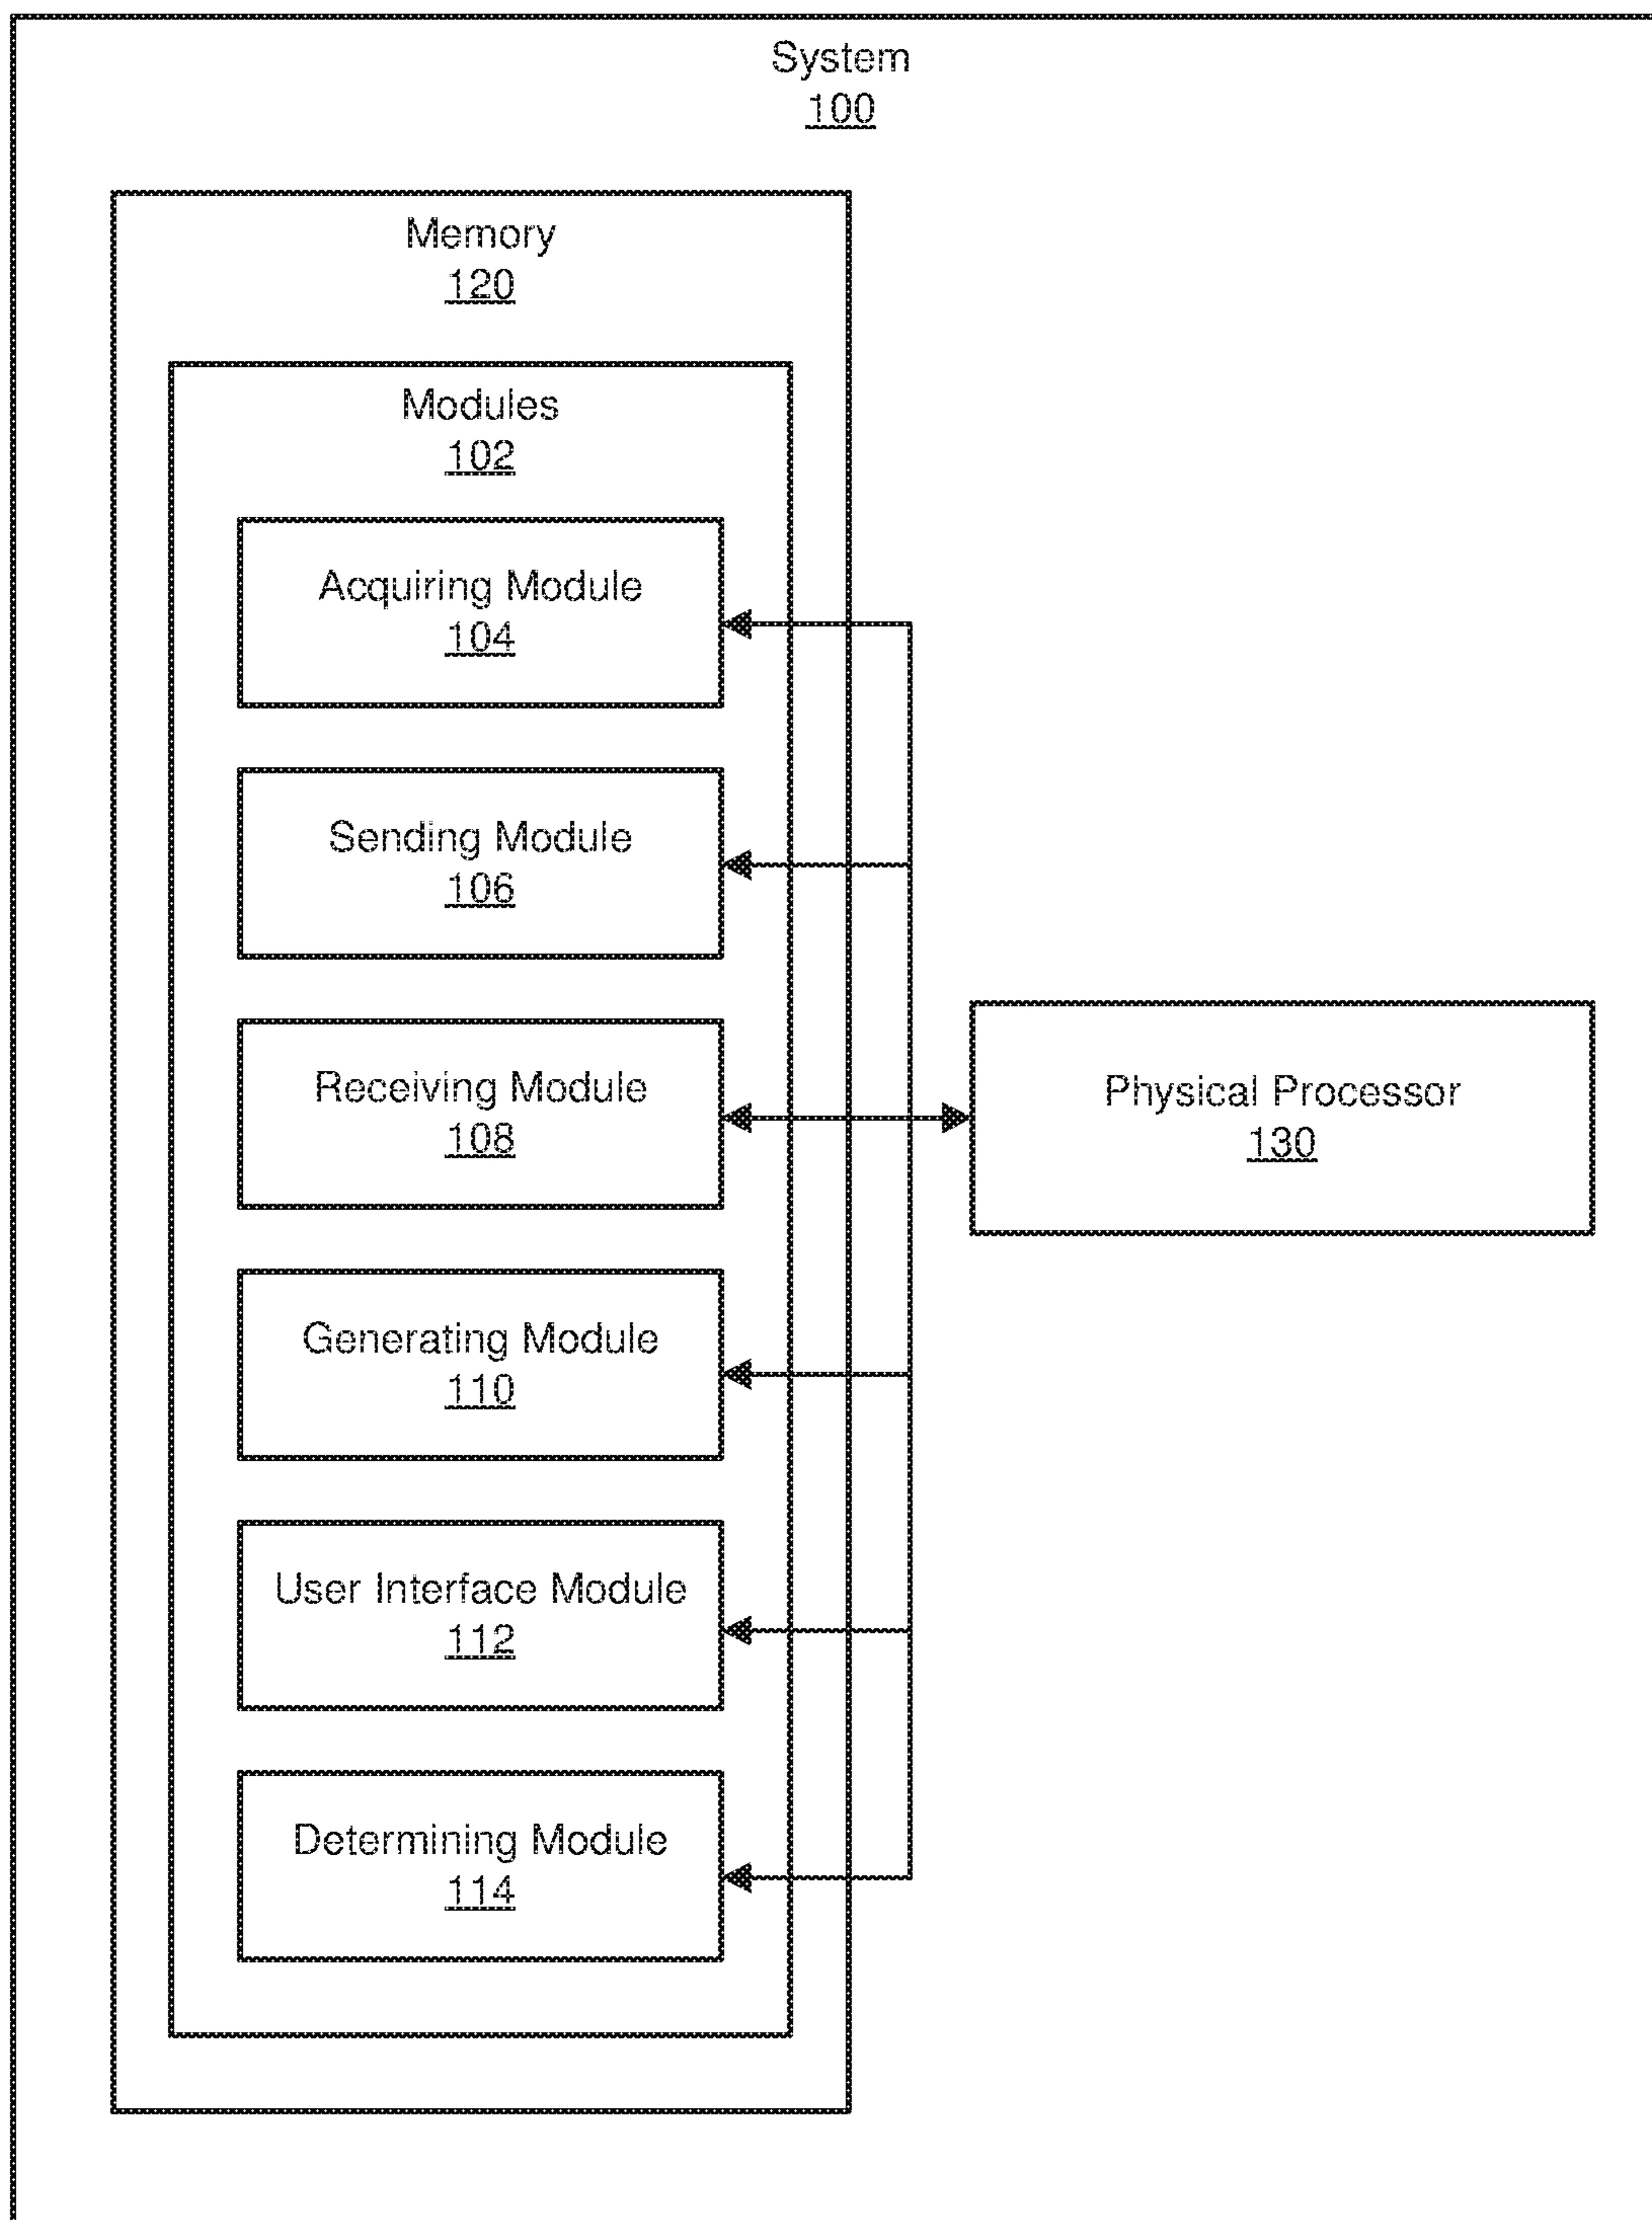 System
100
Memory
120
Modules
102
Acquiring Module
104
Sending Module
106
Receiving Module
108
Physical Processor
130
Generating Module
110
User Interface Module
112
Determining Module
114